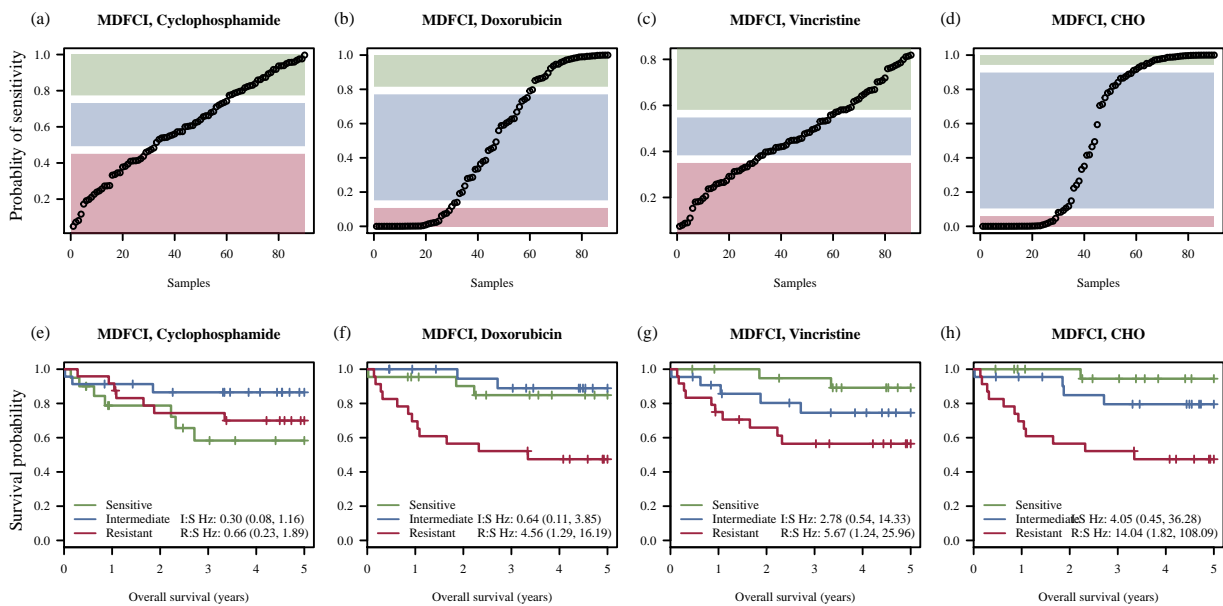 (a) MDFCI, Cyclophosphamide
Probablity of sensitivity
1.0
0.8
0.6
0.4
0.2
0 20 40 60 80
Samples
(b) MDFCI, Doxorubicin
1.0
0.8
0.6
0.4
0.2
0.0
0 20 40 60 80
Samples
(c) MDFCI, Vincristine
0.8
0.6
0.4
0.2
0 20 40 60 80
Samples
(d) MDFCI, CHO
1.0
0.8
0.6
0.4
0.2
0.0
0 20 40 60 80
Samples
(e) MDFCI, Cyclophosphamide
Survival probability
1.0
0.8
0.6
0.4
0.2
0.0
Sensitive
Intermediate I:S Hz: 0.30 (0.08, 1.16)
Resistant R:S Hz: 0.66 (0.23, 1.89)
0 1 2 3 4 5
Overall survival (years)
(f) MDFCI, Doxorubicin
1.0
0.8
0.6
0.4
0.2
0.0
Sensitive
Intermediate I:S Hz: 0.64 (0.11, 3.85)
Resistant R:S Hz: 4.56 (1.29, 16.19)
0 1 2 3 4 5
Overall survival (years)
(g) MDFCI, Vincristine
1.0
0.8
0.6
0.4
0.2
0.0
Sensitive
Intermediate I:S Hz: 2.78 (0.54, 14.33)
Resistant R:S Hz: 5.67 (1.24, 25.96)
0 1 2 3 4 5
Overall survival (years)
(h) MDFCI, CHO
1.0
0.8
0.6
0.4
0.2
0.0
Sensitive
Intermediate I:S Hz: 4.05 (0.45, 36.28)
Resistant R:S Hz: 14.04 (1.82, 108.09)
0 1 2 3 4 5
Overall survival (years)